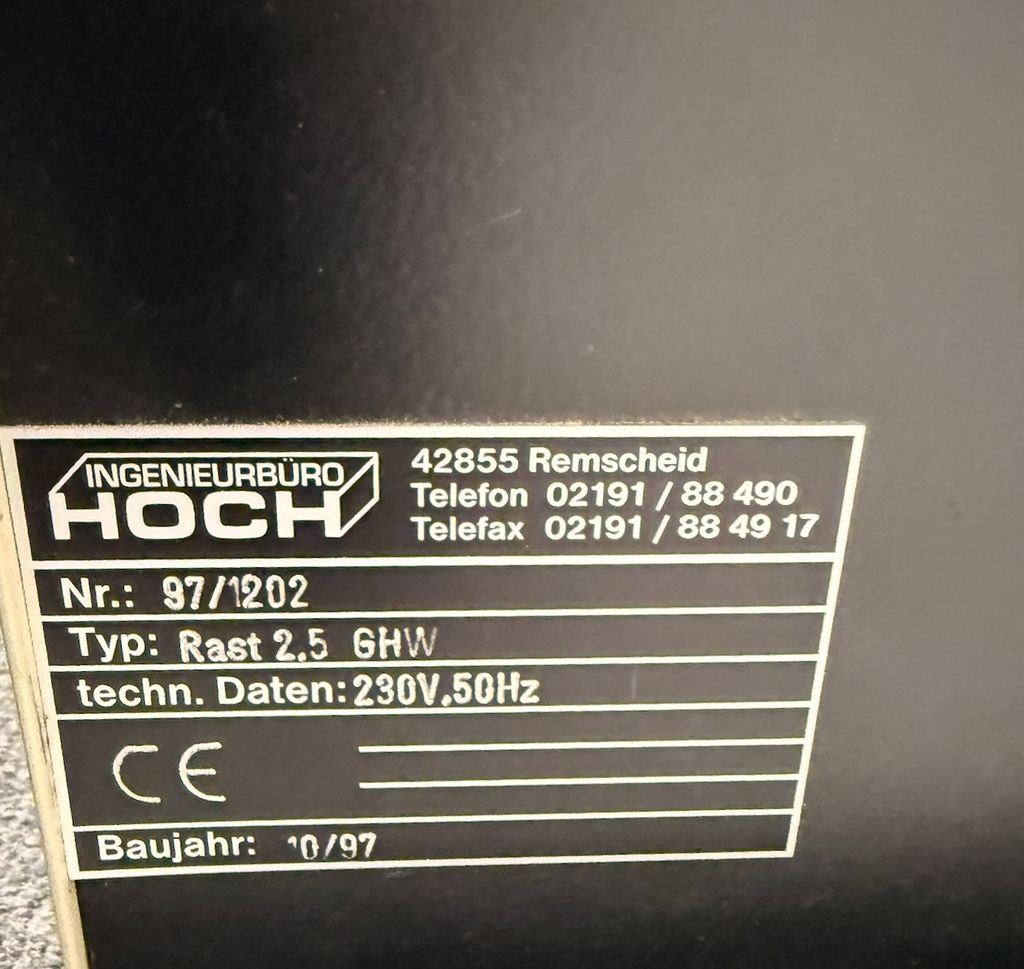 INGENIEURBÜRO
HOCH
42855 Remscheid
Telefon 02191 / 88 490
Telefax 02191 / 88 49 17
Nr.: 97/1202
Typ: Rast 2.5 GHW
techn. Daten: 230V,50Hz
CE
Baujahr: 10/97